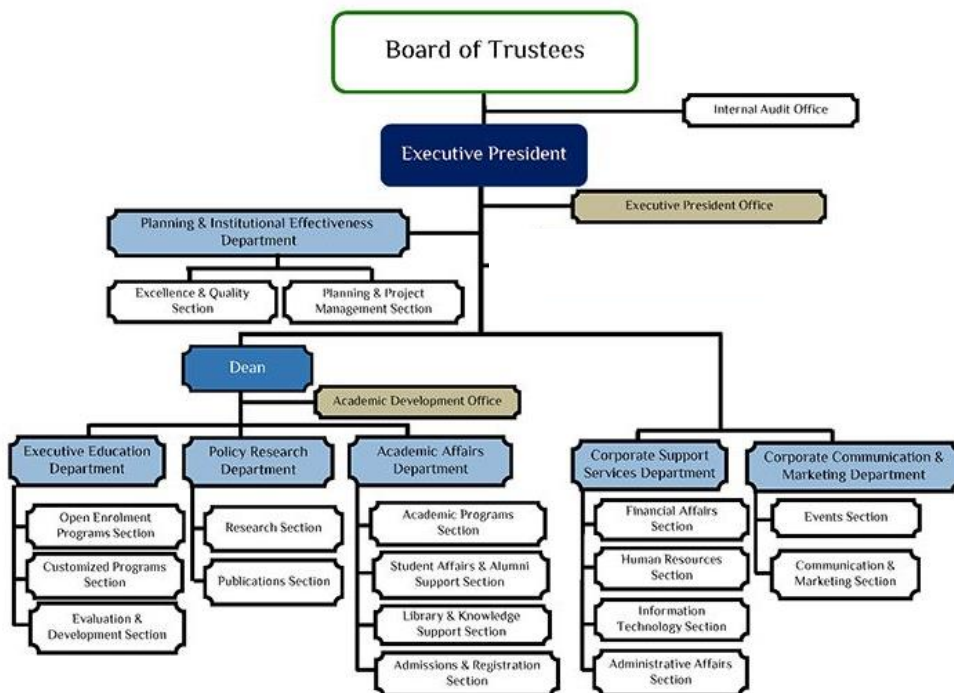 Board of Trustees
Internal Audit Office
Executive President
Executive President Office
Planning & Institutional Effectiveness
Department
Excellence & Quality
Section
Planning & Project
Management Section
Dean
Academic Development Office
Executive Education
Department
Policy Research
Department
Academic Affairs
Department
Corporate Support
Services Department
Corporate Communication &
Marketing Department
Open Enrolment
Programs Section
Customized Programs
Section
Evaluation &
Development Section
Research Section
Publications Section
Academic Programs
Section
Student Affairs & Alumni
Support Section
Library & Knowledge
Support Section
Admissions & Registration
Section
Financial Affairs
Section
Human Resources
Section
Information
Technology Section
Administrative Affairs
Section
Events Section
Communication &
Marketing Section